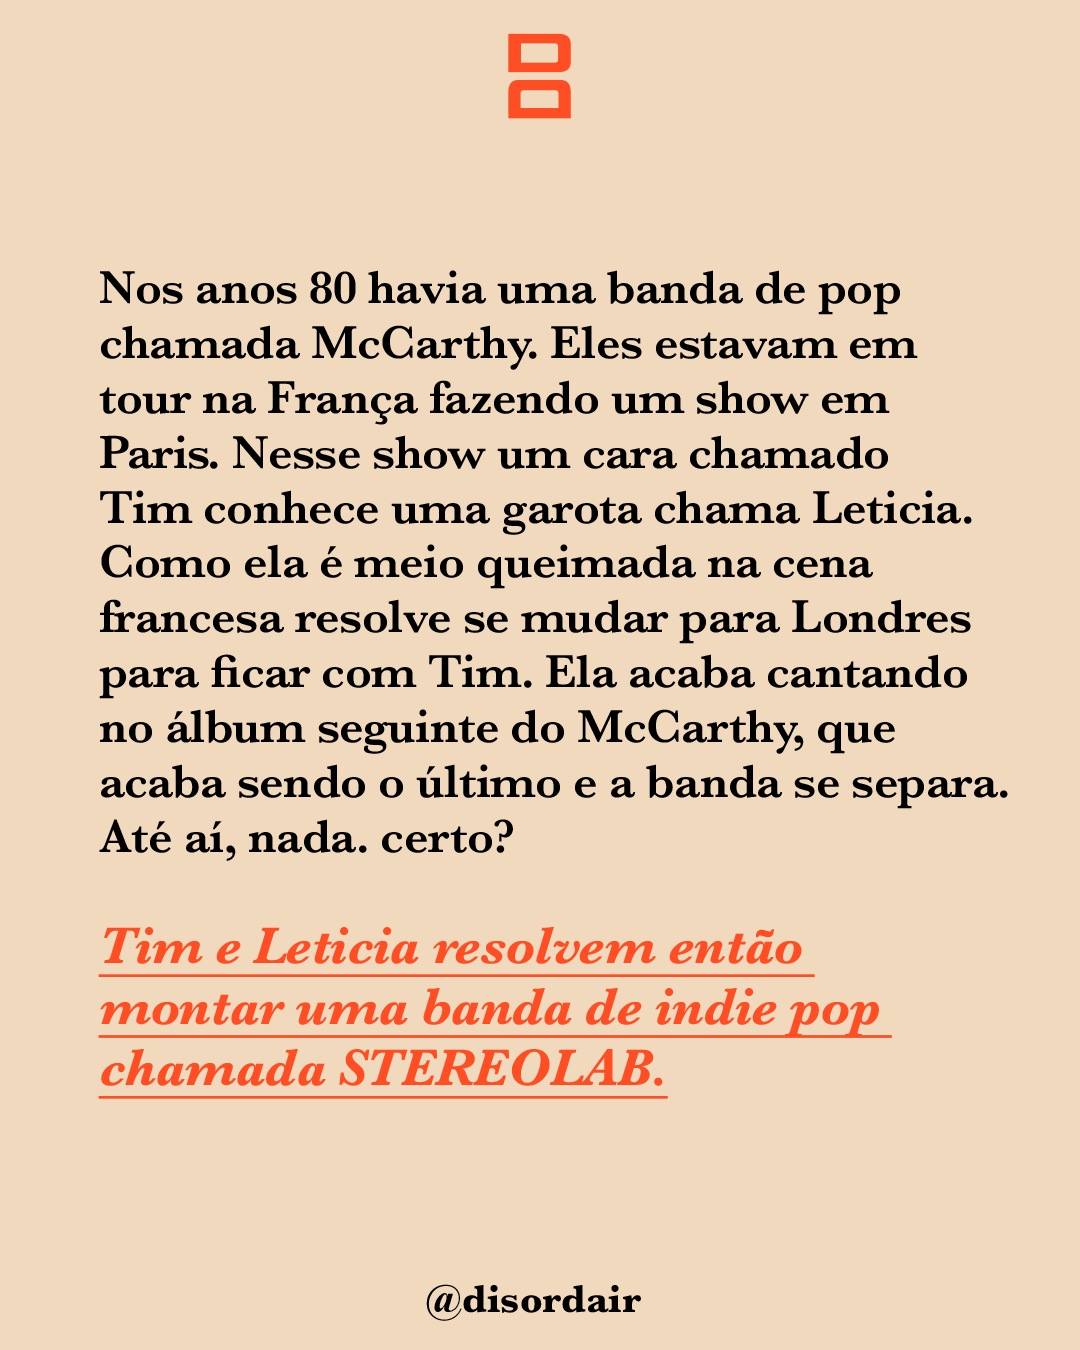 Nos anos 80 havia uma banda de pop
chamada McCarthy. Eles estavam em
tour na França fazendo um show em
Paris. Nesse show um cara chamado
Tim conhece uma garota chama Leticia.
Como ela é meio queimada na cena
francesa resolve se mudar para Londres
para ficar com Tim. Ela acaba cantando
no álbum seguinte do McCarthy, que
acaba sendo o último e a banda se separa.
Até aí, nada. certo?
Tim e Leticia resolvem então
montar uma banda de indie pop
chamada STEREOLAB.
@disordair